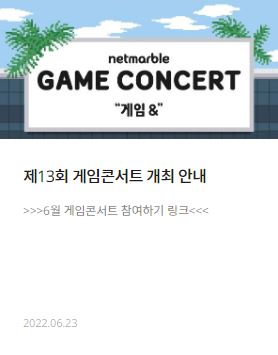 netmarble
GAME CONCERT
“게임 &”
제13회 게임콘서트 개최 안내
>>>6월 게임콘서트 참여하기 링크<<<
2022.06.23